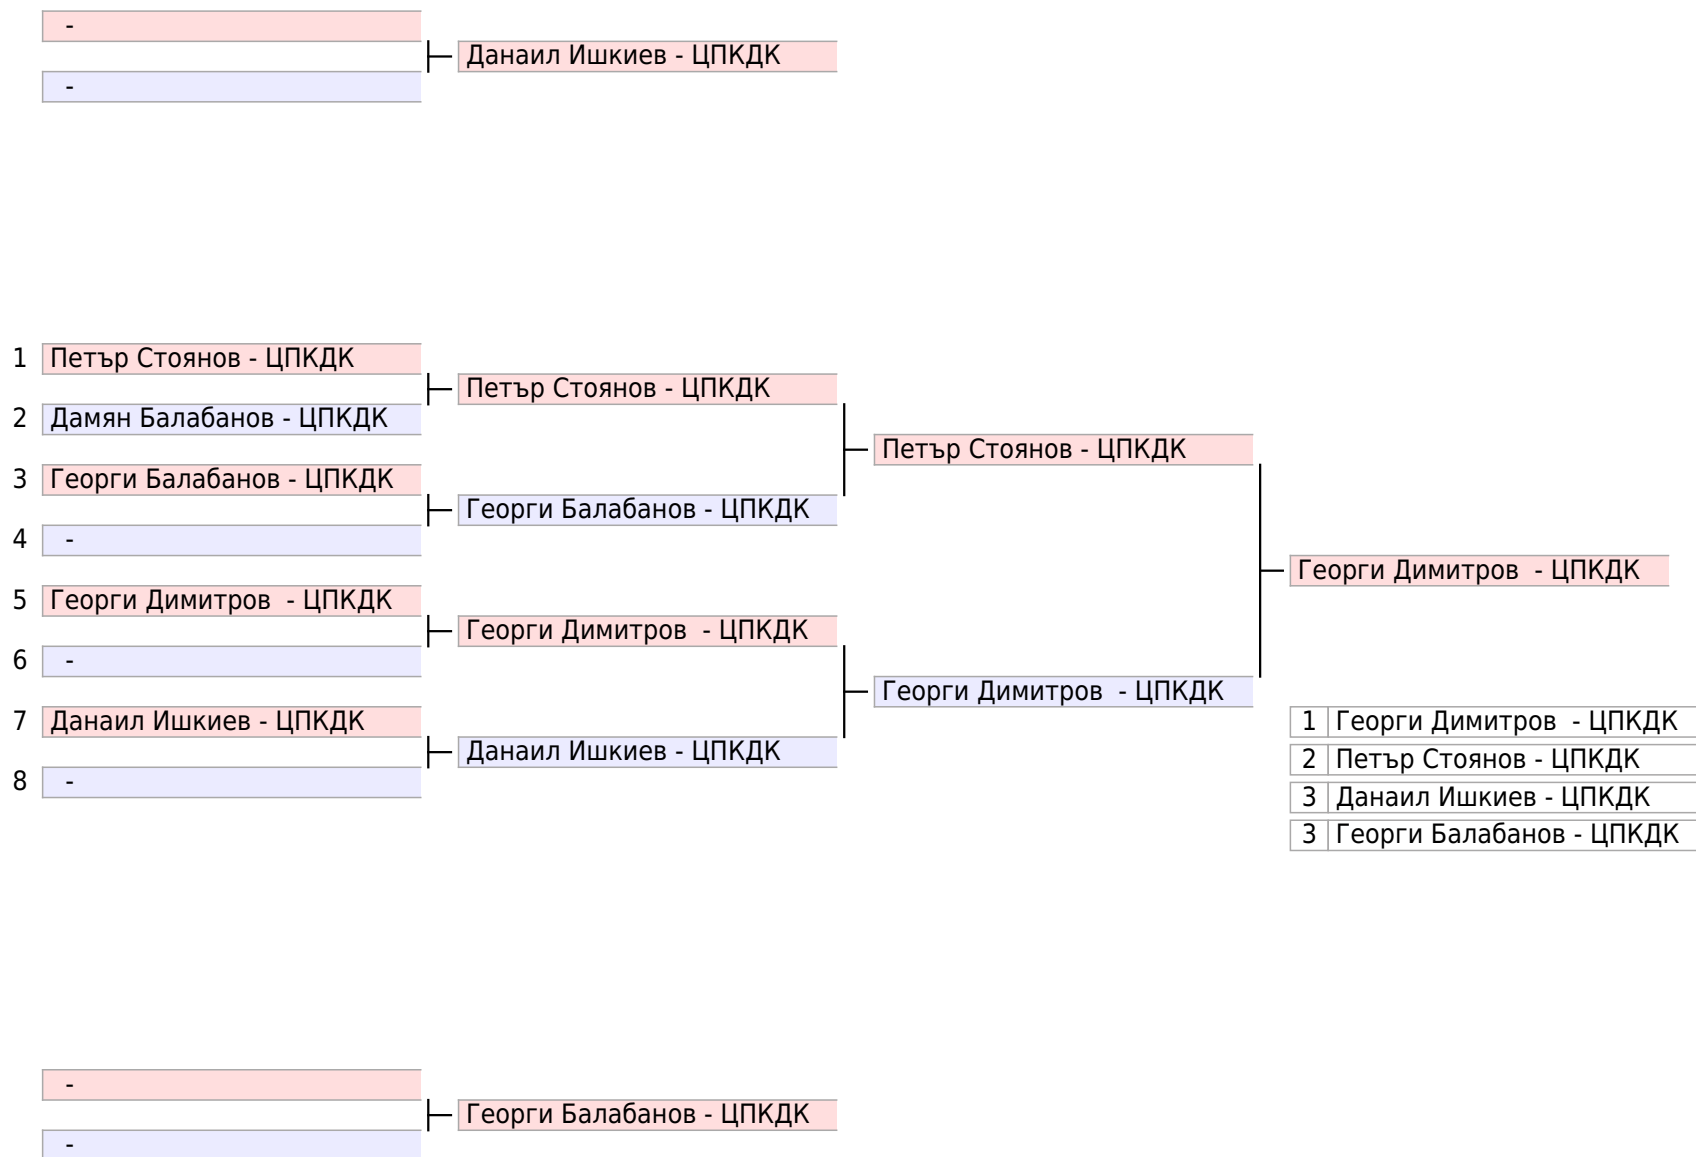 -
Данаил Ишкиев - ЦПКДК
-
1 Петър Стоянов - ЦПКДК
Петър Стоянов - ЦПКДК
2 Дамян Балабанов - ЦПКДК
Петър Стоянов - ЦПКДК
3 Георги Балабанов - ЦПКДК
Георги Балабанов - ЦПКДК
4 -
Георги Димитров  - ЦПКДК
5 Георги Димитров  - ЦПКДК
Георги Димитров  - ЦПКДК
6 -
Георги Димитров  - ЦПКДК
7 Данаил Ишкиев - ЦПКДК
Данаил Ишкиев - ЦПКДК
8 -
1 Георги Димитров  - ЦПКДК
2 Петър Стоянов - ЦПКДК
3 Данаил Ишкиев - ЦПКДК
3 Георги Балабанов - ЦПКДК
-
Георги Балабанов - ЦПКДК
-